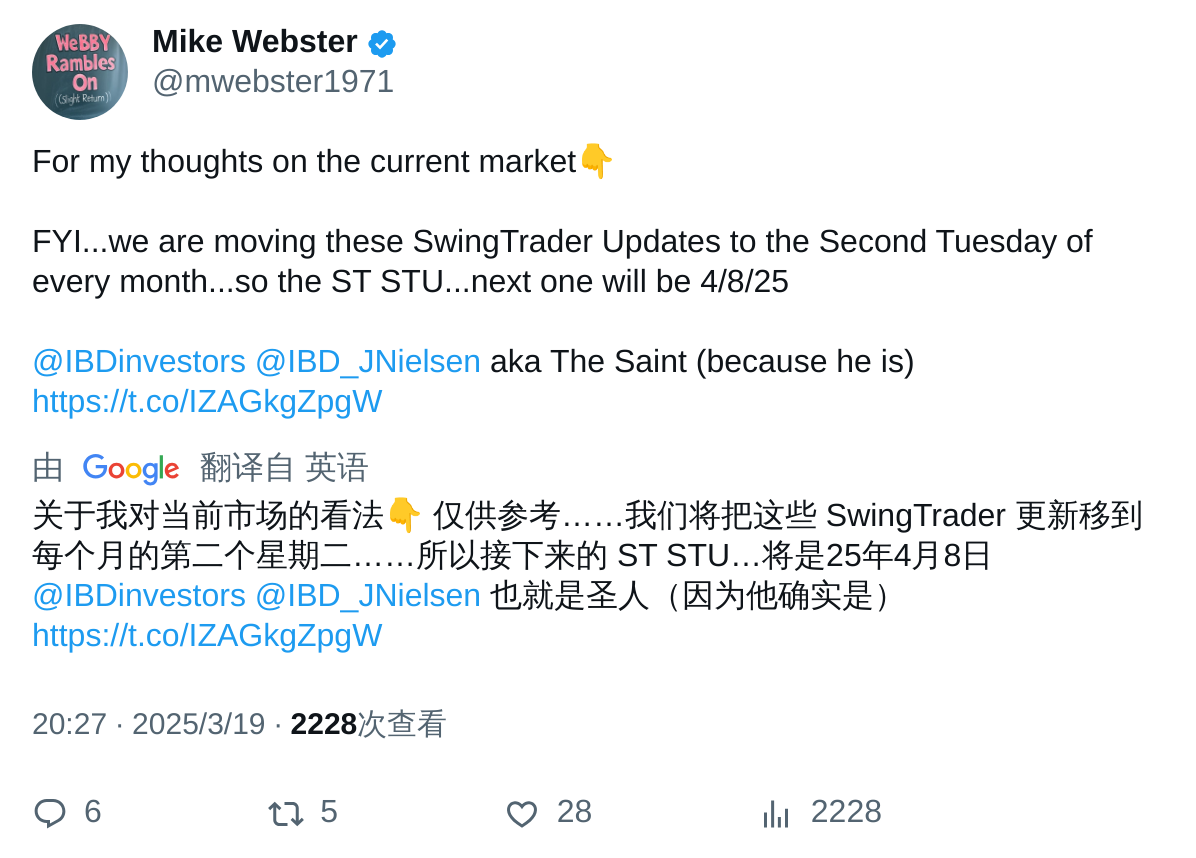 WeBBY
Rambles
On
((Slight Return))
Mike Webster
@mwebster1971
For my thoughts on the current market👇
FYI...we are moving these SwingTrader Updates to the Second Tuesday of
every month...so the ST STU...next one will be 4/8/25
@IBDinvestors @IBD_JNielsen aka The Saint (because he is)
https://t.co/IZAGkgZpgW
由 Google 翻译自 英语
关于我对当前市场的看法👇 仅供参考……我们将把这些 SwingTrader 更新移到
每个月的第二个星期二……所以接下来的 ST STU…将是25年4月8日
@IBDinvestors @IBD_JNielsen 也就是圣人（因为他确实是）
https://t.co/IZAGkgZpgW
20:27 · 2025/3/19 · 2228次查看
6 5 28 2228